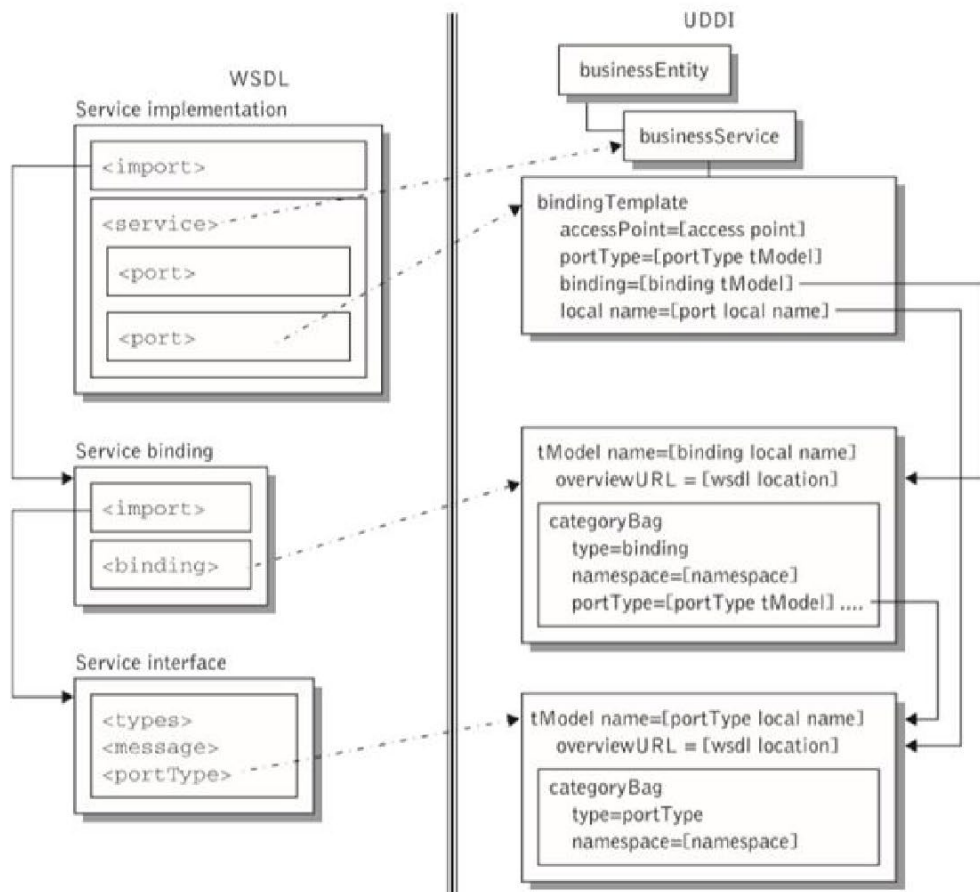 WSDL
Service implementation
<import>
<service>
<port>
<port>
Service binding
<import>
<binding>
Service interface
<types>
<message>
<portType>
UDDI
businessEntity
businessService
bindingTemplate
accessPoint=[access point]
portType=[portType tModel]
binding=[binding tModel]
local name=[port local name]
tModel name=[binding local name]
overviewURL = [wsdl location]
categoryBag
type=binding
namespace=[namespace]
portType=[portType tModel] ....
tModel name=[portType local name]
overviewURL = [wsdl location]
categoryBag
type=portType
namespace=[namespace]